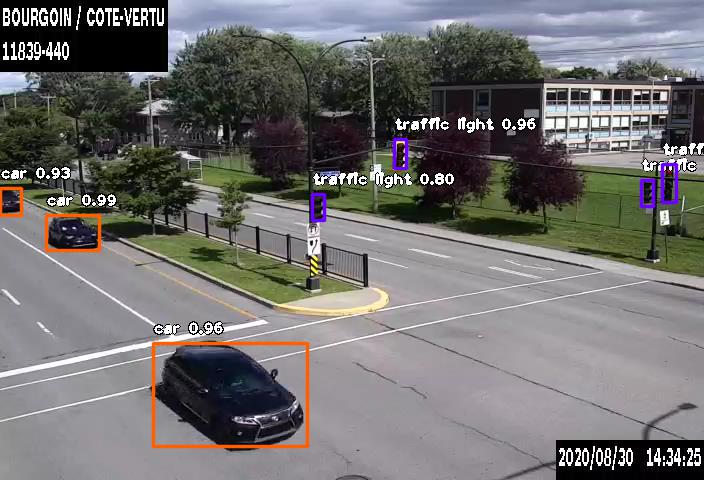 BOURGOIN / COTE-VERTU
11839-440
traffic light 0.96
traff
traffic
car 0.93
traffic light 0.80
car 0.99
car 0.96
2020/08/30 14:34:25